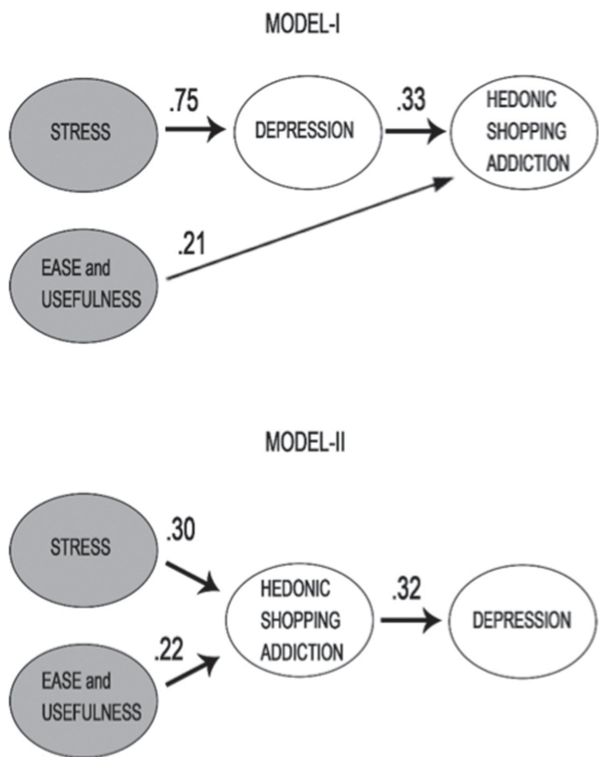 MODEL-I
STRESS
.75
DEPRESSION
.33
HEDONIC
SHOPPING
ADDICTION
EASE and
USEFULNESS
.21
MODEL-II
STRESS
.30
EASE and
USEFULNESS
.22
HEDONIC
SHOPPING
ADDICTION
.32
DEPRESSION